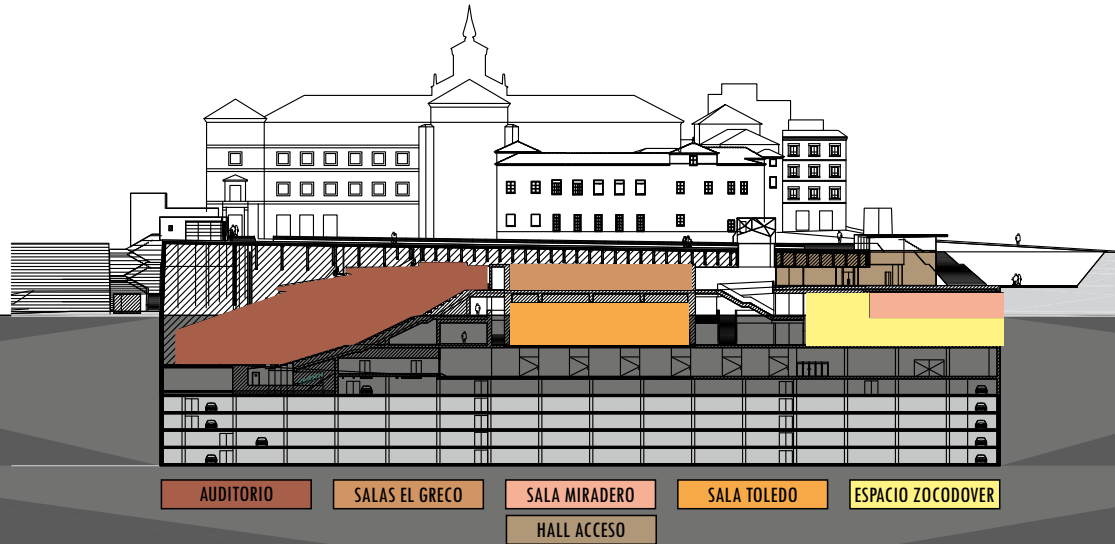 AUDITORIO
SALAS EL GRECO
SALA MIRADERO
SALA TOLEDO
ESPACIO ZOCODOVER
HALL ACCESO